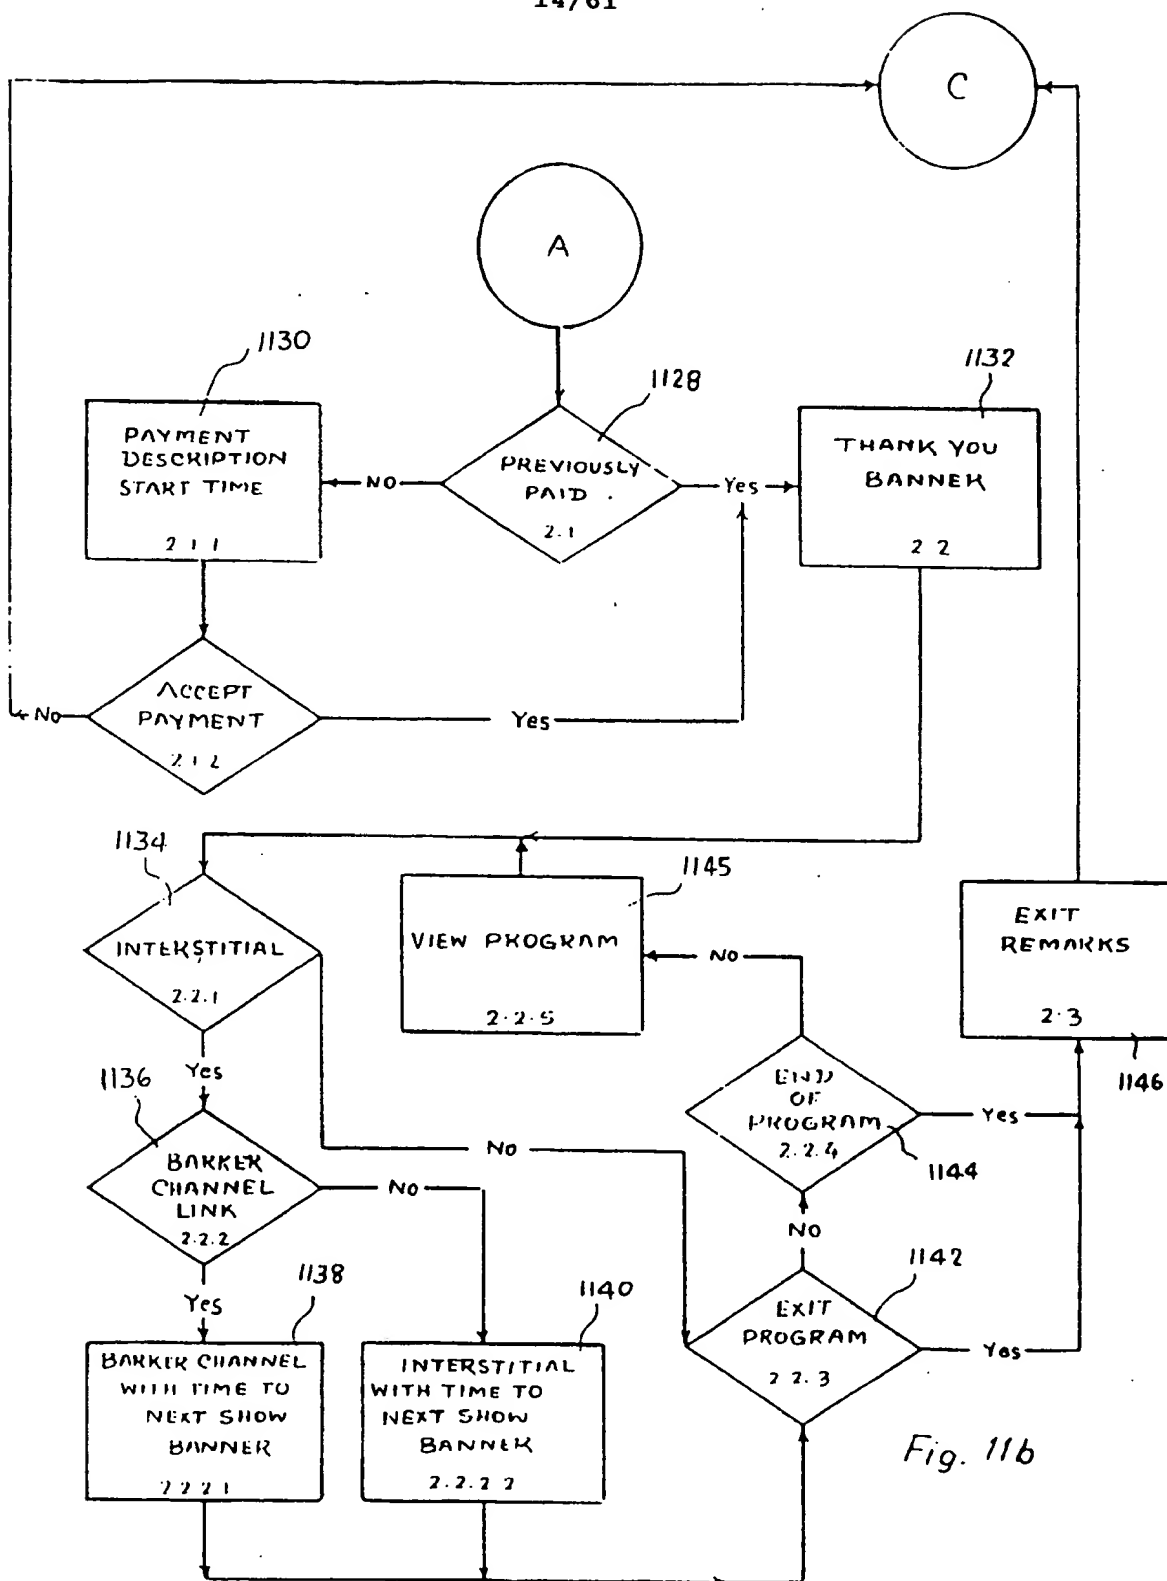 14/61
C
A
1130
1128
1132
PAYMENT
DESCRIPTION
START TIME
2 1 1
NO
PREVIOUSLY
PAID
2.1
Yes
THANK YOU
BANNER
2 2
ACCEPT
PAYMENT
2 1 2
No
Yes
1134
INTERSTITIAL
2.2.1
1145
VIEW PROGRAM
2.2.5
NO
EXIT
REMARKS
2.3
1146
Yes
1136
BARKER
CHANNEL
LINK
2.2.2
No
No
END
OF
PROGRAM
2.2.4
1144
Yes
NO
Yes
1138
BARKER CHANNEL
WITH TIME TO
NEXT SHOW
BANNER
2 2 2 1
1140
INTERSTITIAL
WITH TIME TO
NEXT SHOW
BANNER
2.2.2 2
1142
EXIT
PROGRAM
2 2.3
Yes
Fig. 11b